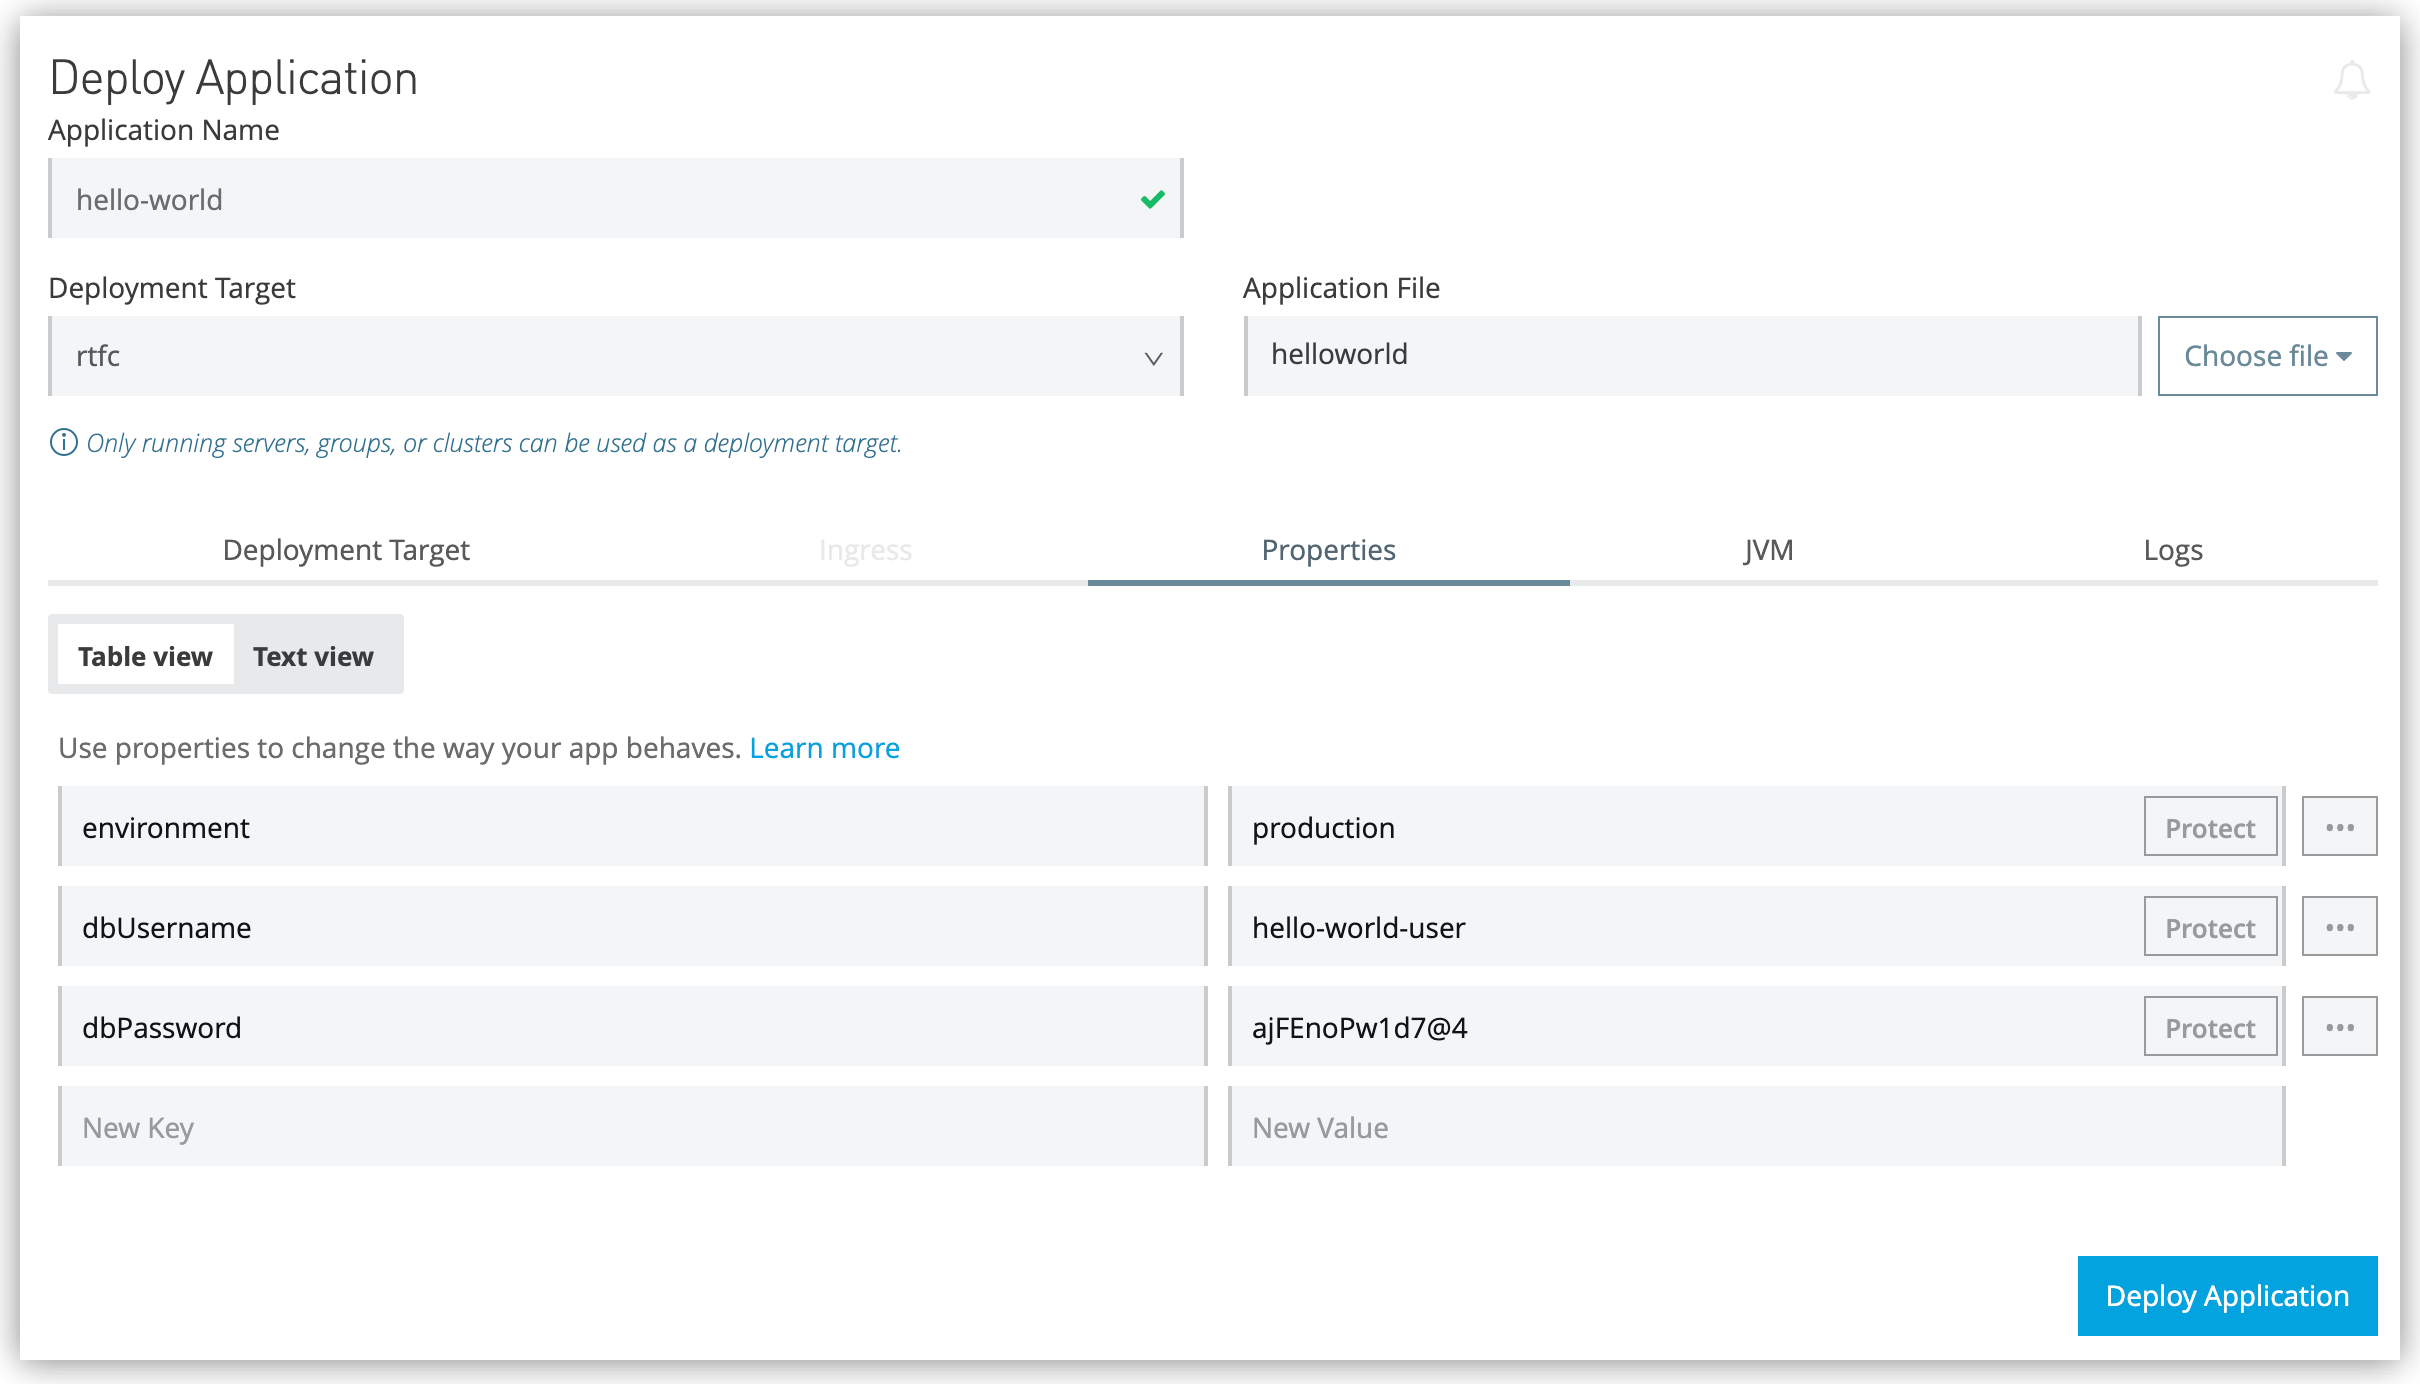 Deploy Application
Application Name
hello-world
Deployment Target
Application File
rtfc
helloworld
Choose file
Only running servers, groups, or clusters can be used as a deployment target.
Deployment Target Ingress Properties JVM Logs
Table view Text view
Use properties to change the way your app behaves. Learn more
environment production Protect
dbUsername hello-world-user Protect
dbPassword ajFEnoPw1d7@4 Protect
New Key New Value
Deploy Application